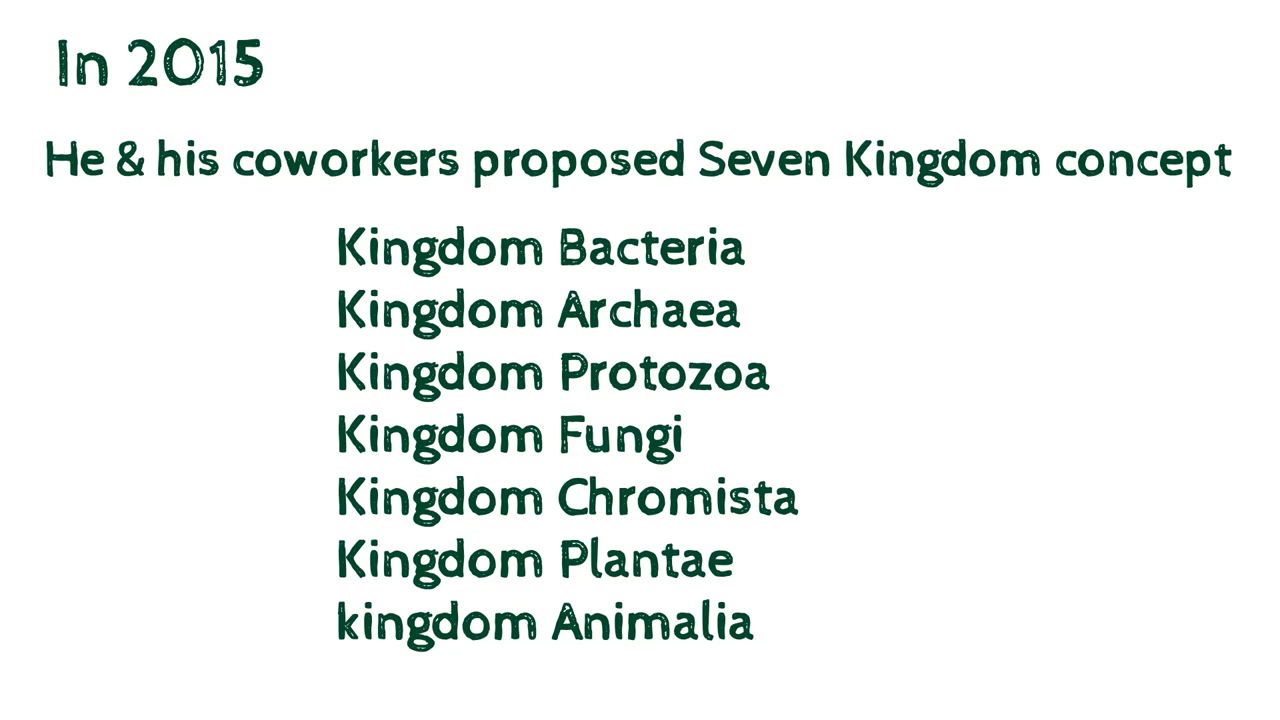 In 2015
He & his coworkers proposed Seven Kingdom concept
Kingdom Bacteria
Kingdom Archaea
Kingdom Protozoa
Kingdom Fungi
Kingdom Chromista
Kingdom Plantae
kingdom Animalia